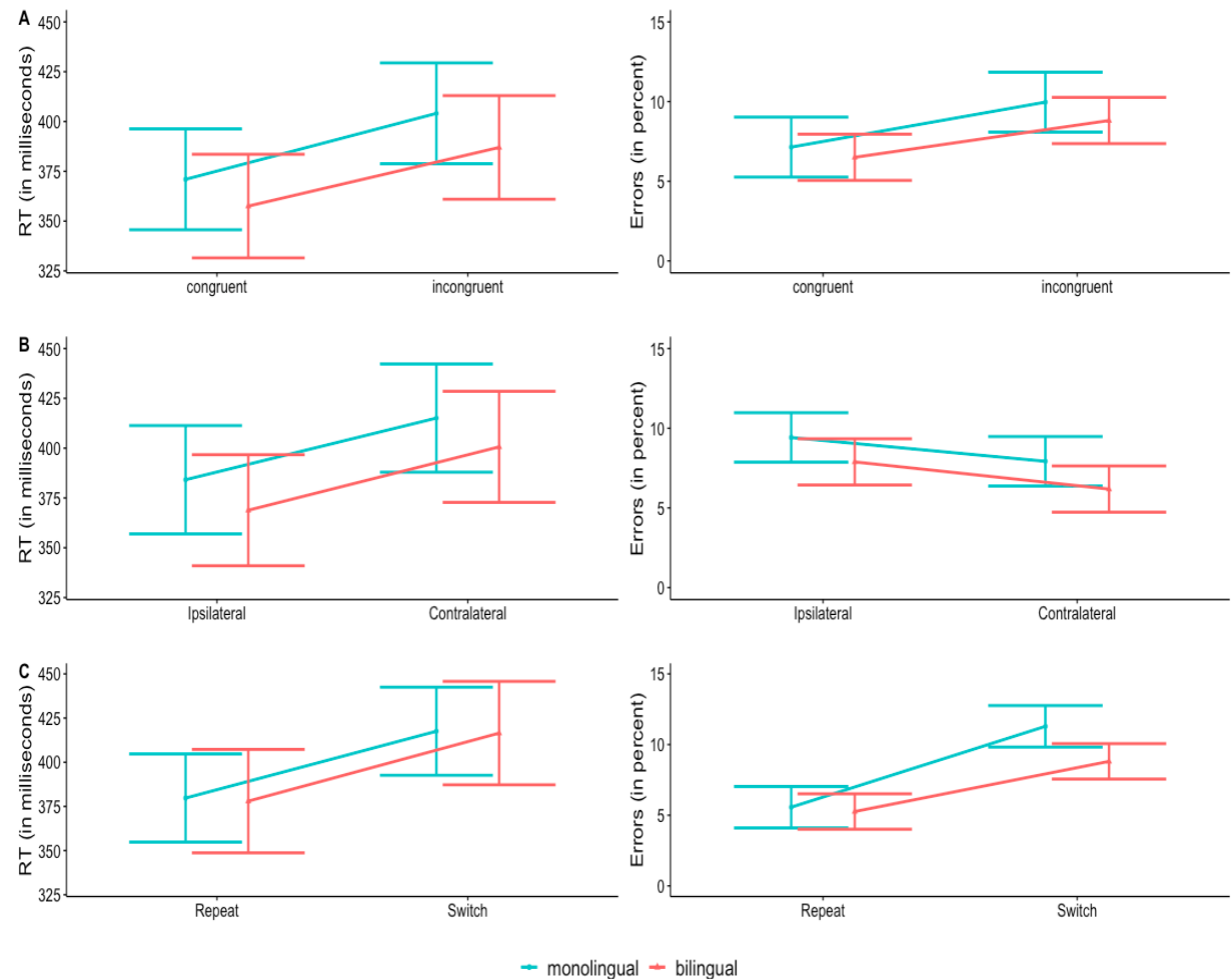 A
RT (in milliseconds)
450
425
400
375
350
325
congruent incongruent
Errors (in percent)
15
10
5
0
congruent incongruent
B
RT (in milliseconds)
450
425
400
375
350
325
Ipsilateral Contralateral
Errors (in percent)
15
10
5
0
Ipsilateral Contralateral
C
RT (in milliseconds)
450
425
400
375
350
325
Repeat Switch
Errors (in percent)
15
10
5
0
Repeat Switch
monolingual bilingual